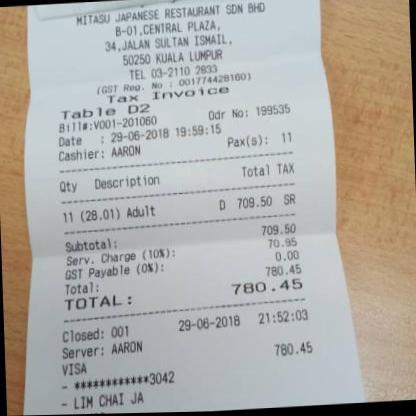 MITASU JAPANESE RESTAURANT SDN BHD
B-01,CENTRAL PLAZA,
34,JALAN SULTAN ISMAIL,
50250 KUALA LUMPUR
TEL 03-2110 2833
(GST Reg. No : 001774428160)
Tax Invoice
Table D2
Bill#:V001-201060 Odr No: 199535
Date : 29-06-2018 19:59:15
Cashier: AARON Pax(s): 11
Qty Description Total TAX
11 (28.01) Adult D 709.50 SR
Subtotal: 709.50
Serv. Charge (10%): 70.95
GST Payable (0%): 0.00
Total: 780.45
TOTAL: 780.45
Closed: 001 29-06-2018 21:52:03
Server: AARON
VISA 780.45
- ************3042
- LIM CHAI JA